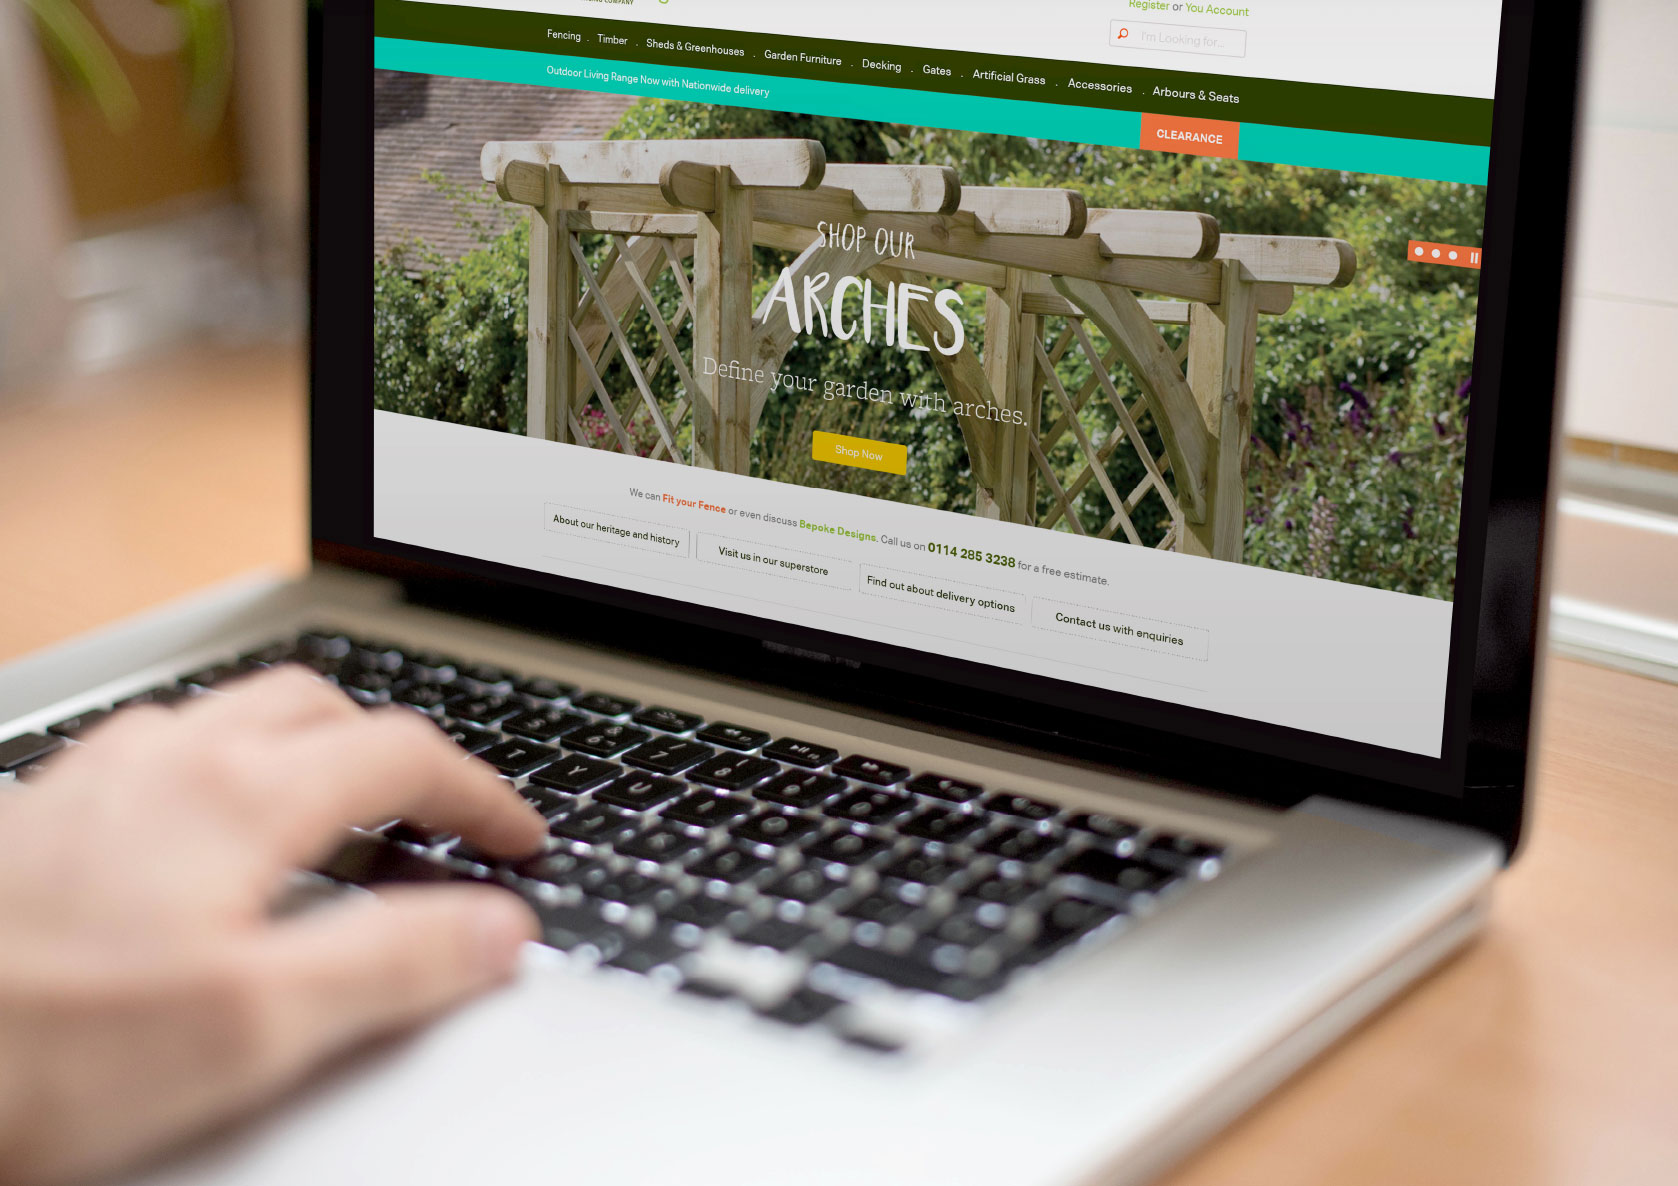 Register or You Account
I'm Looking for...
Fencing . Timber . Sheds & Greenhouses . Garden Furniture . Decking . Gates . Artificial Grass . Accessories . Arbours & Seats
Outdoor Living Range Now with Nationwide delivery
CLEARANCE
SHOP OUR
ARCHES
Define your garden with arches.
Shop Now
We can Fit your Fence or even discuss Bepoke Designs. Call us on 0114 285 3238 for a free estimate.
About our heritage and history
Visit us in our superstore
Find out about delivery options
Contact us with enquiries
T
Y
U
6
7
8